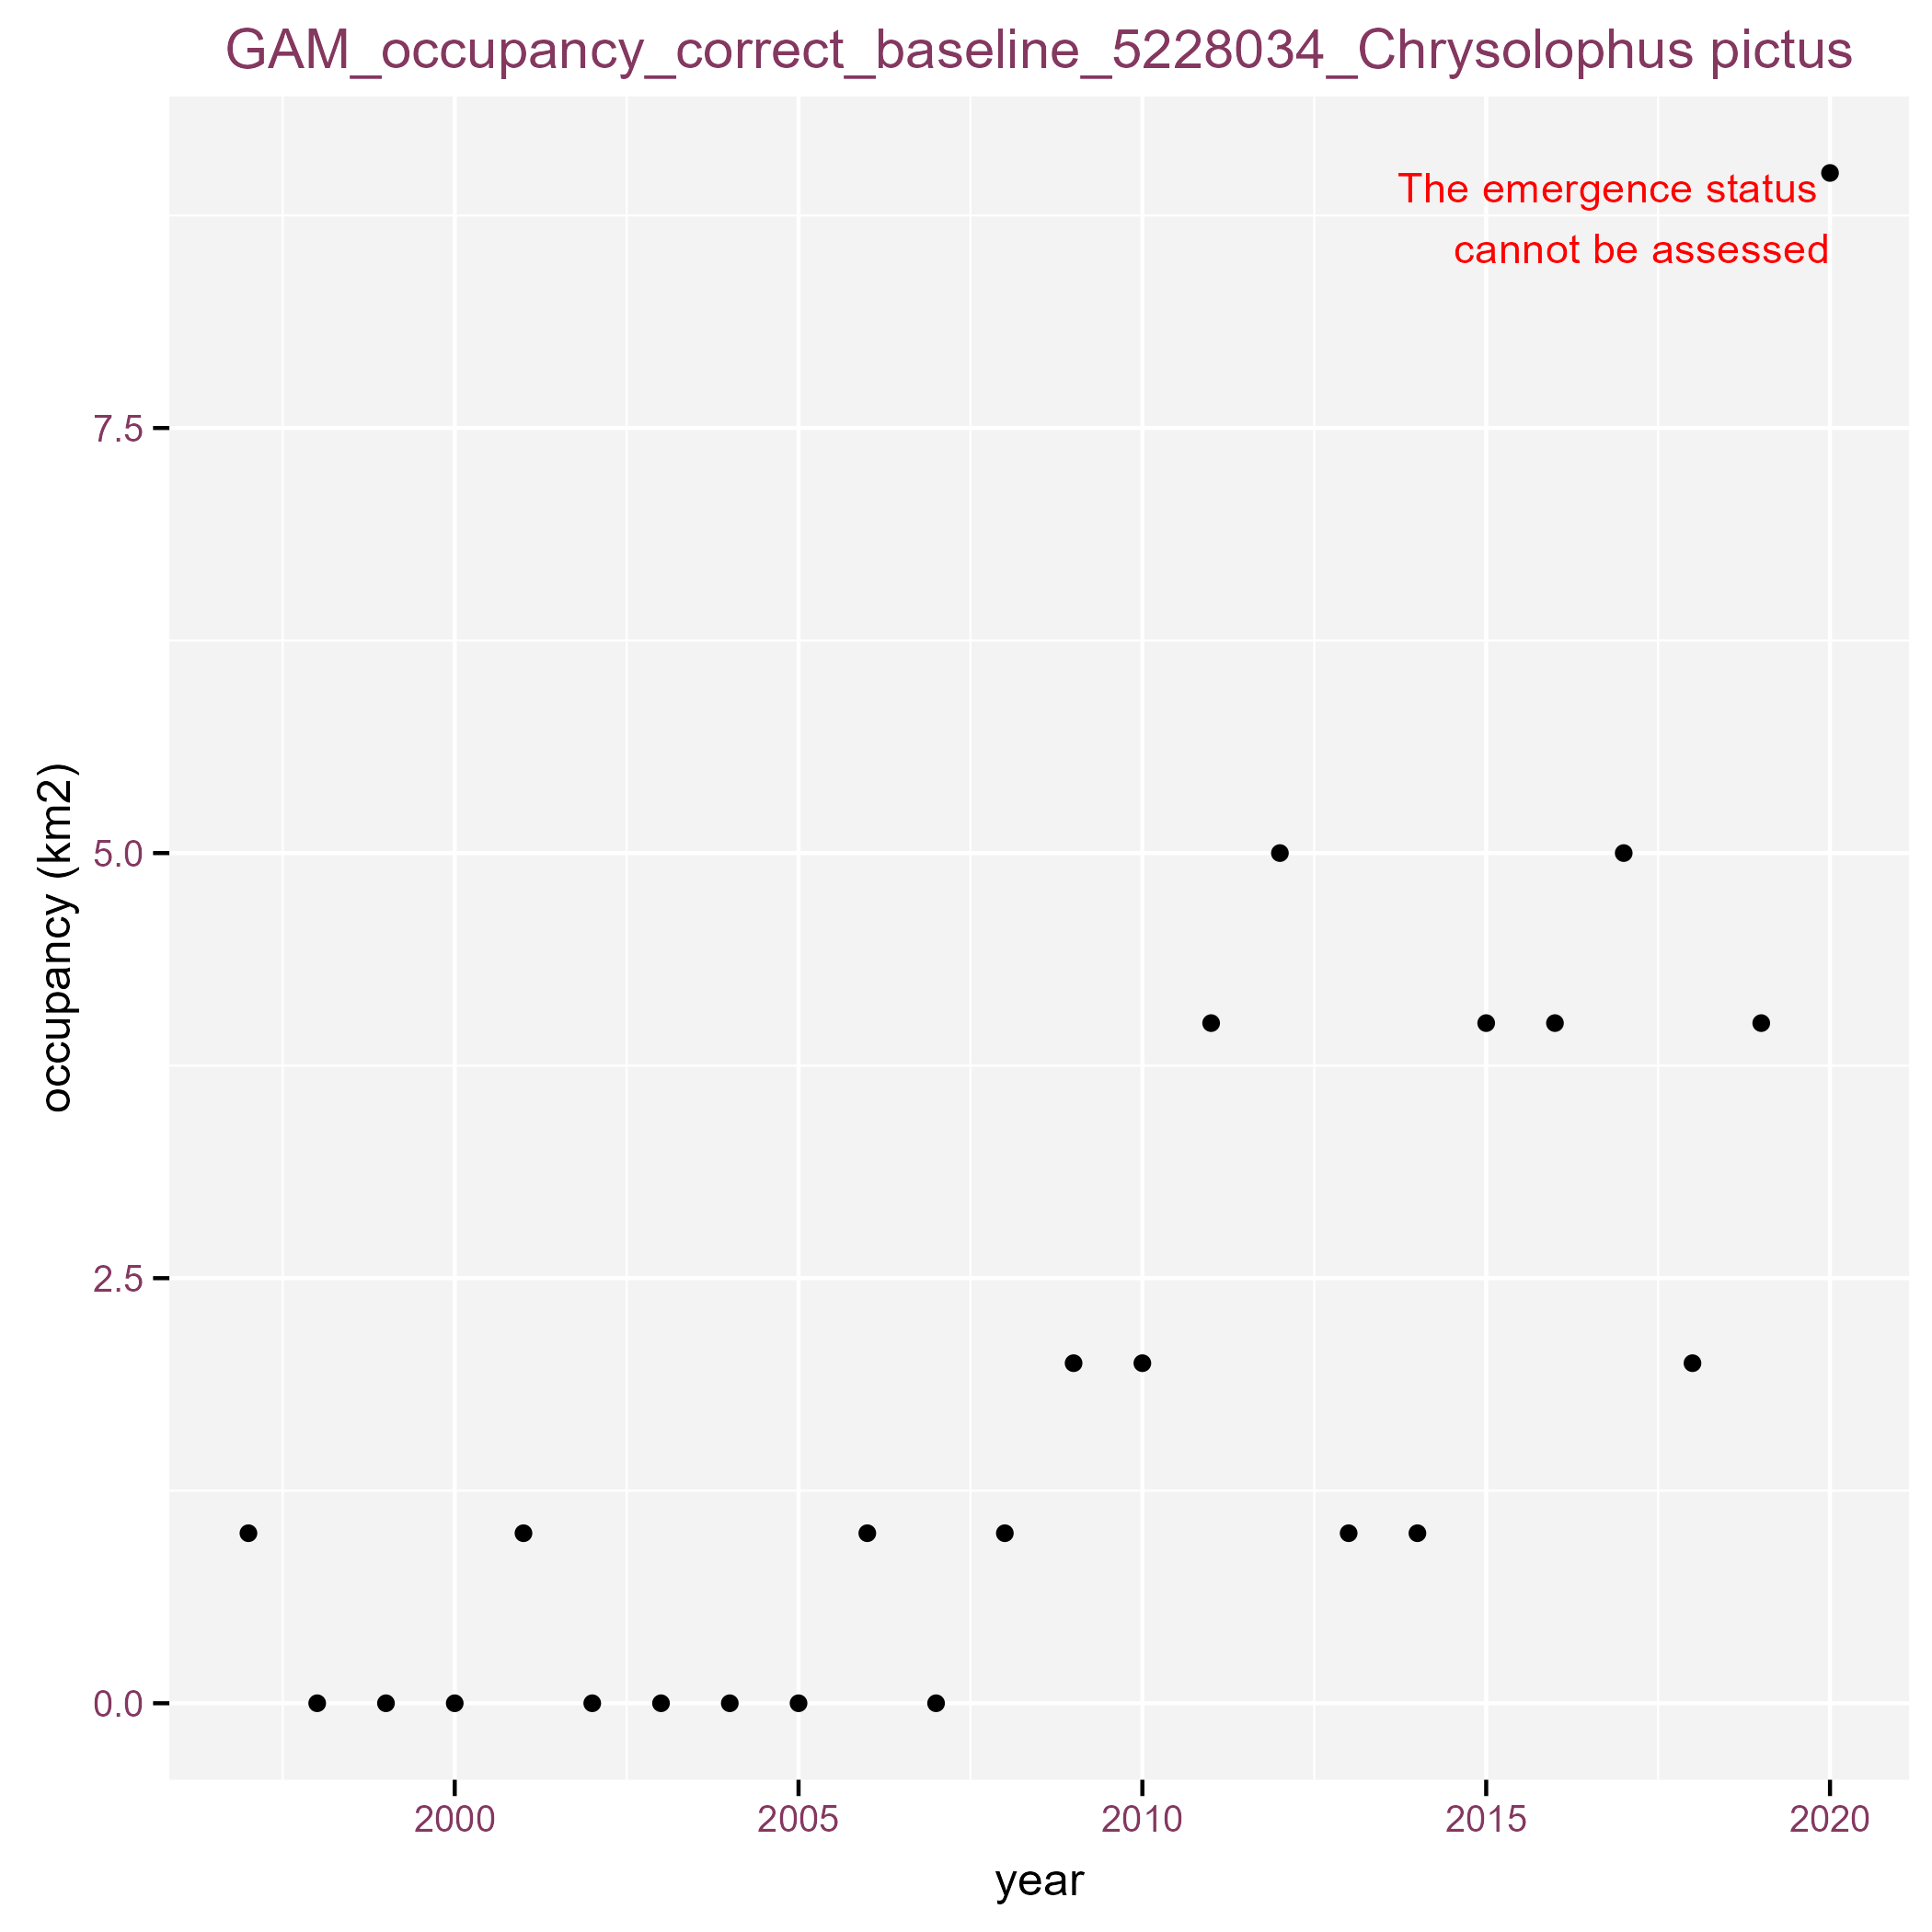 GAM_occupancy_correct_baseline_5228034_Chrysolophus pictus
The emergence status
cannot be assessed
7.5
5.0
2.5
0.0
occupancy (km2)
2000 2005 2010 2015 2020
year